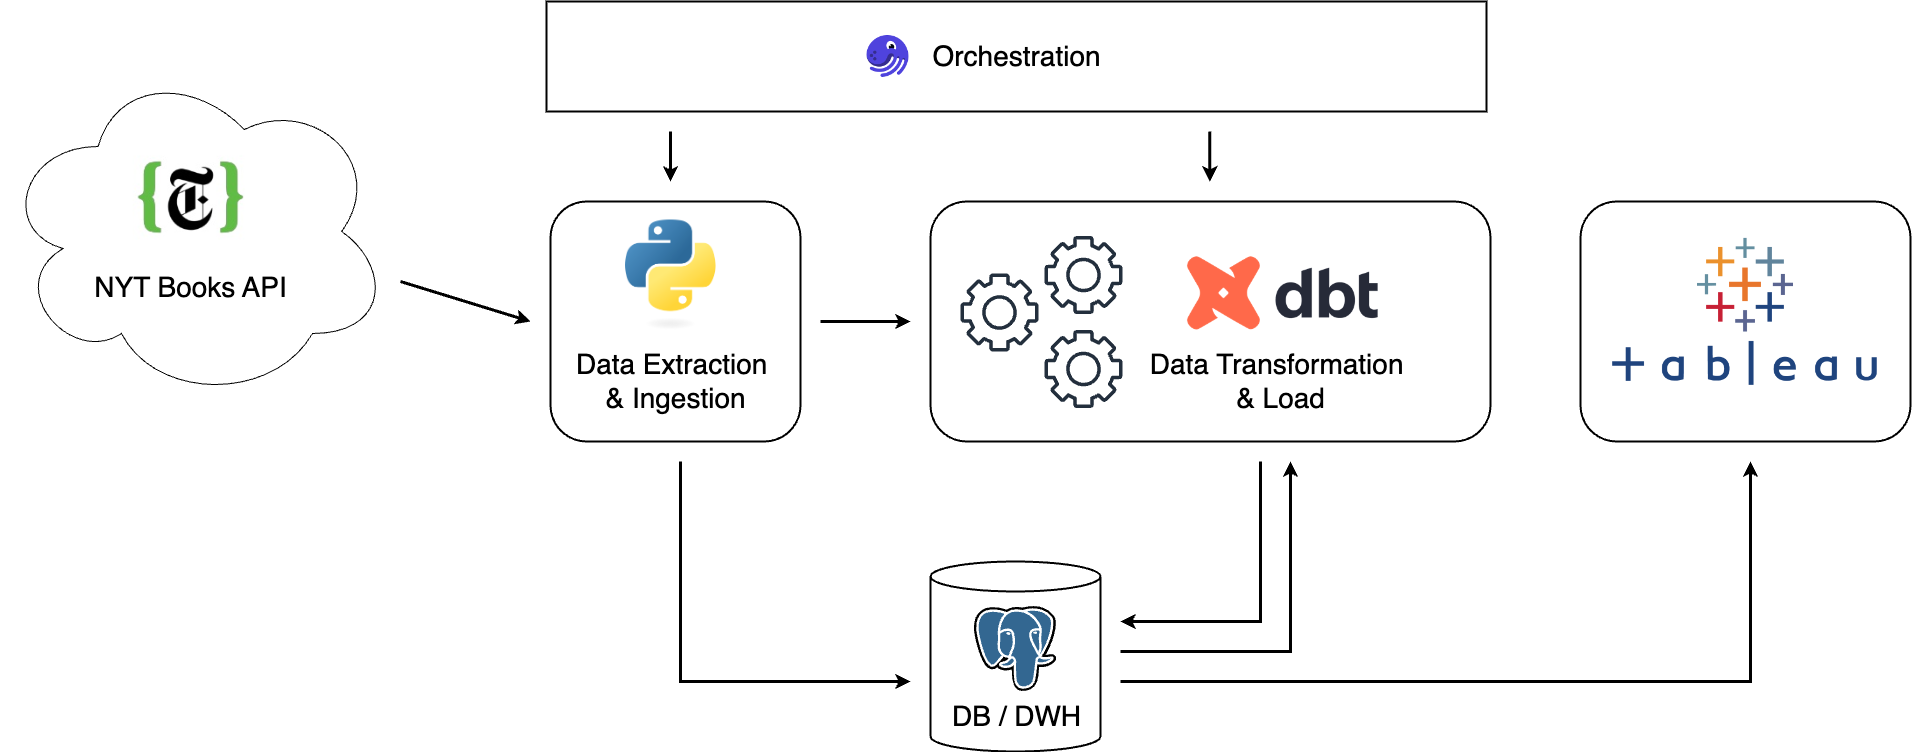 Orchestration
{T}
NYT Books API
Data Extraction
& Ingestion
dbt
Data Transformation
& Load
+ableau
DB / DWH